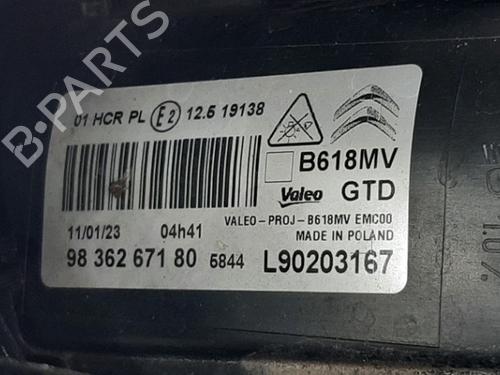 B-PARTS
01 HCR PL E2 12.5 19138
B618MV
Valeo GTD
VALEO-PROJ-B618MV EMC00
11/01/23 04h41
MADE IN POLAND
98 362 671 80 5844 L90203167